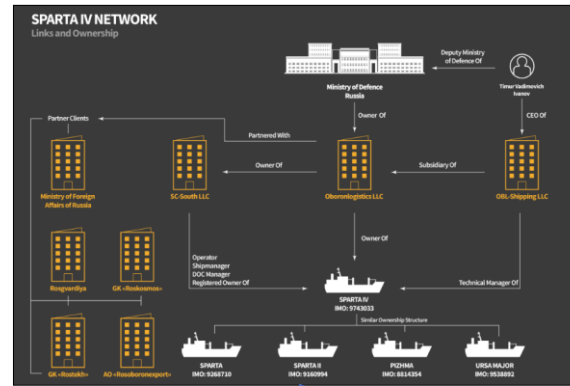 SPARTA IV NETWORK
Links and Ownership
Deputy Ministry
of Defence Of
Ministry of Defence
Russia
Timur Vadimovich
Ivanov
Partner Clients
Partnered With
Owner Of
CEO Of
Owner Of
Subsidiary Of
Ministry of Foreign
Affairs of Russia
SC-South LLC
Oboronlogistics LLC
OBL-Shipping LLC
Owner Of
Rosgvardiya
GK «Roskosmos»
Operator
Shipmanager
DOC Manager
Registered Owner Of
Technical Manager Of
SPARTA IV
IMO: 9743033
Similar Ownership Structure
GK «Rostekh»
AO «Rosoboronexport»
SPARTA
IMO: 9268710
SPARTA II
IMO: 9160994
PIZHMA
IMO: 8814354
URSA MAJOR
IMO: 9538892